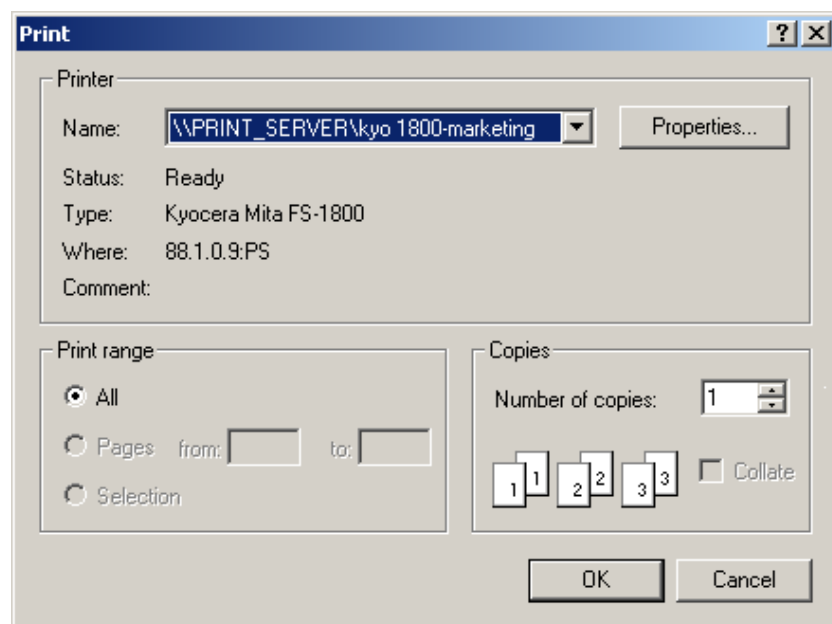 Print
Printer
Name: \\PRINT_SERVER\kyo 1800-marketing Properties...
Status: Ready
Type: Kyocera Mita FS-1800
Where: 88.1.0.9:PS
Comment:
Print range
All
Pages from: to:
Selection
Copies
Number of copies: 1
1 1 2 2 3 3 Collate
OK Cancel